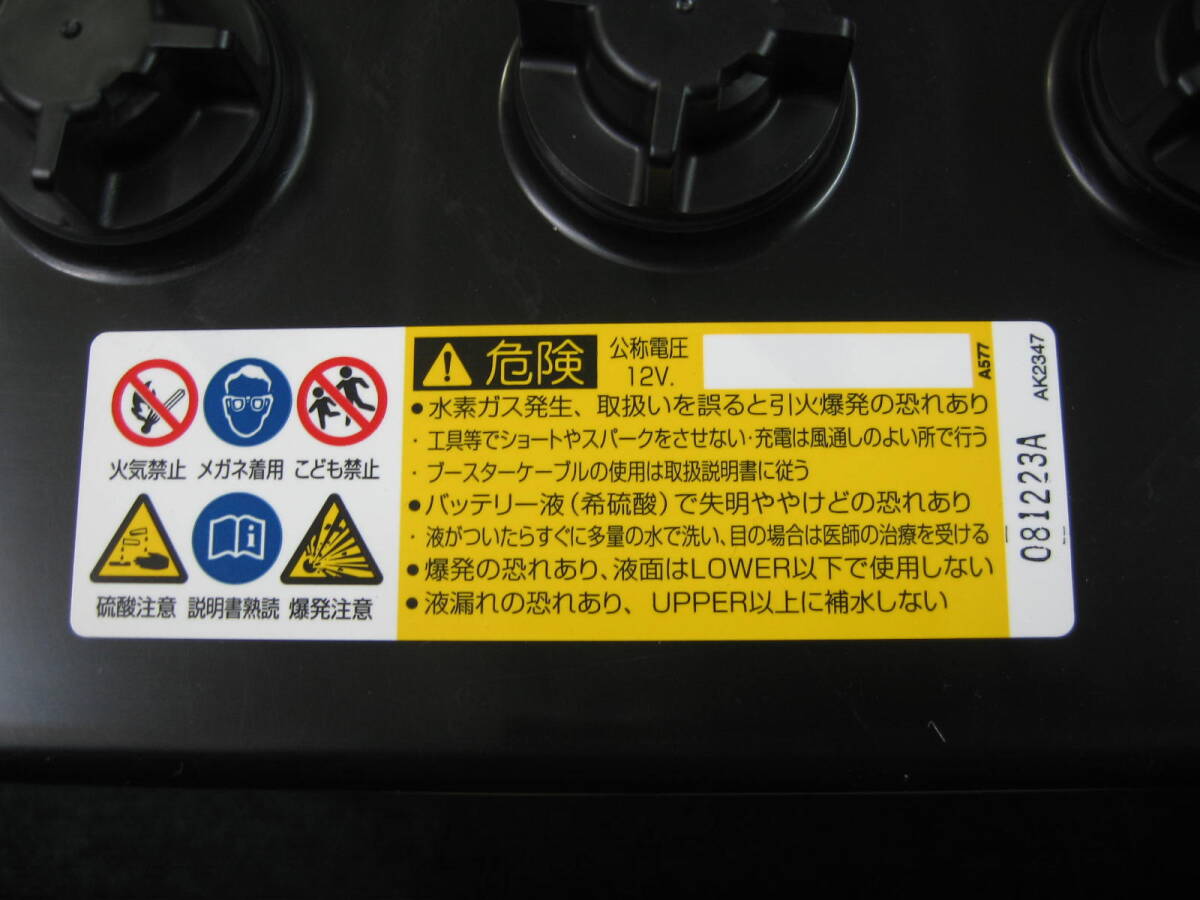 火気禁止 メガネ着用 こども禁止
硫酸注意 説明書熟読 爆発注意
危険 公称電圧
12V.
●水素ガス発生、取扱いを誤ると引火爆発の恐れあり
・工具等でショートやスパークをさせない・充電は風通しのよい所で行う
・ブースターケーブルの使用は取扱説明書に従う
●バッテリー液(希硫酸)で失明ややけどの恐れあり
・液がついたらすぐに多量の水で洗い、目の場合は医師の治療を受ける
●爆発の恐れあり、液面はLOWER以下で使用しない
●液漏れの恐れあり、UPPER以上に補水しない
A577
AK2347
081223A